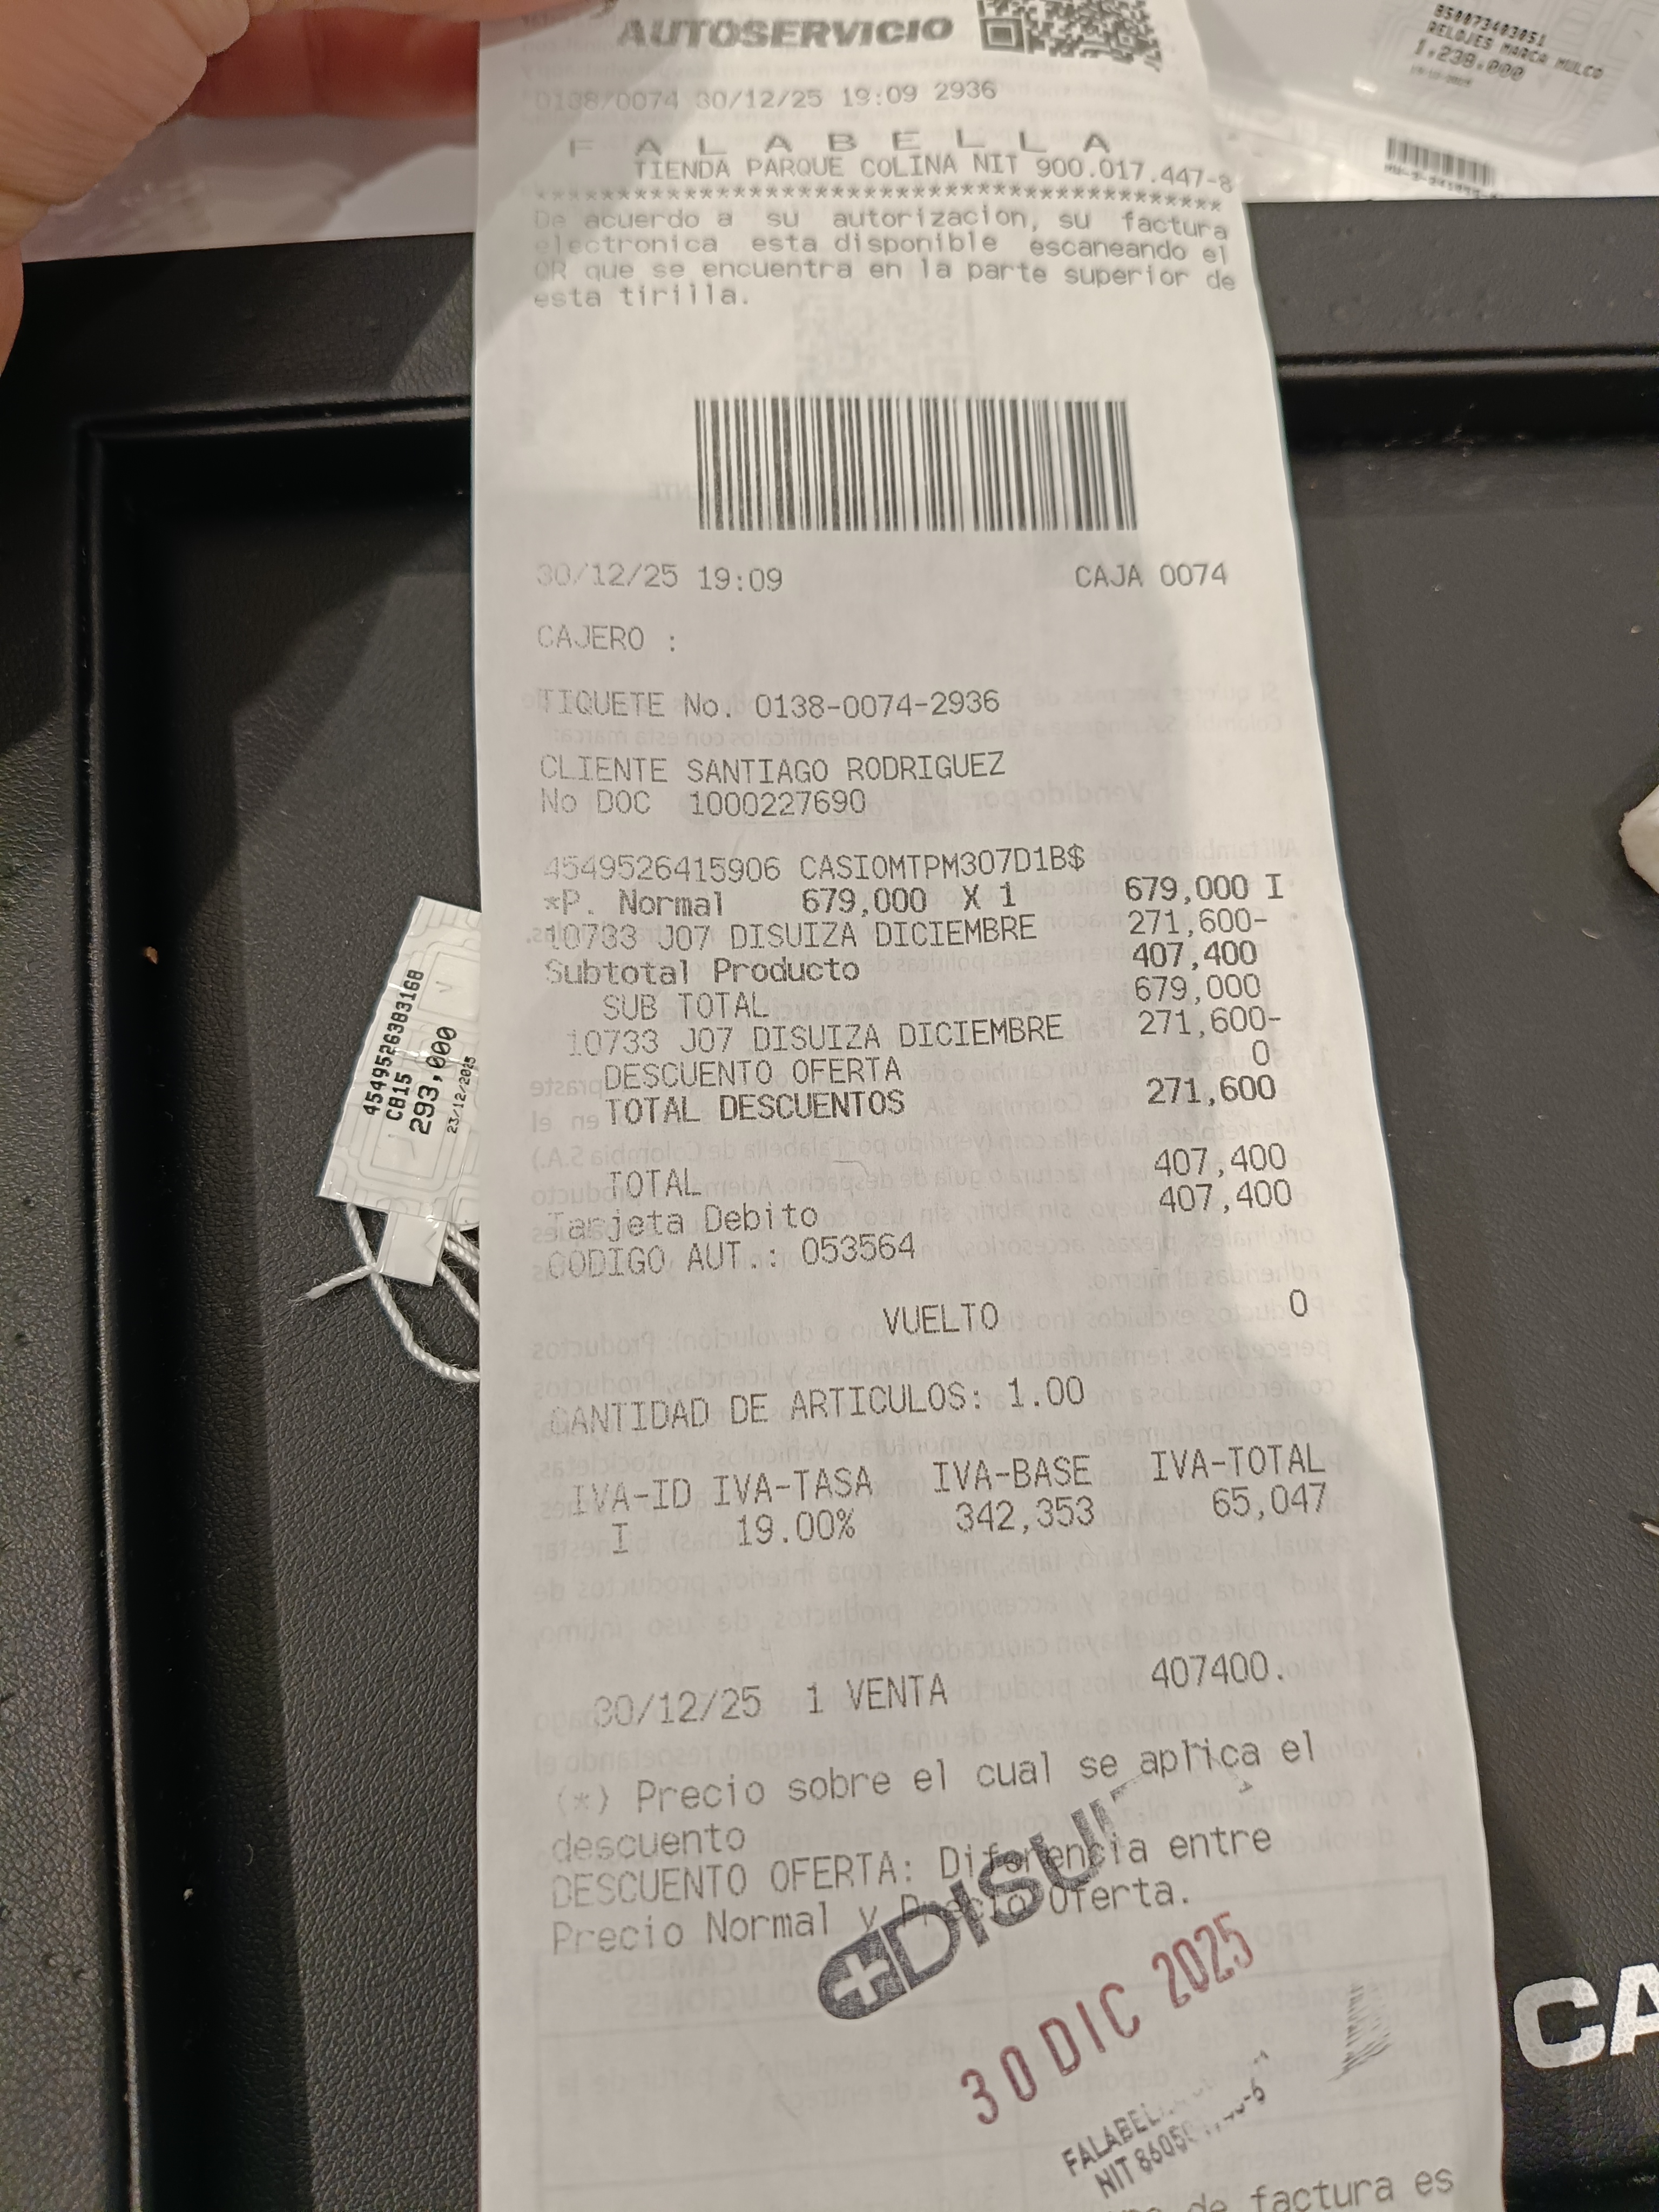 AUTOSERVICIO
0138/0074 30/12/25 19:09 2936
F A L A B E L L A
TIENDA PARQUE COLINA NIT 900.017.447-8
****************************************
De acuerdo a su autorizacion, su factura
electronica esta disponible escaneando el
QR que se encuentra en la parte superior de
esta tirilla.
30/12/25 19:09 CAJA 0074
CAJERO :
TIQUETE No. 0138-0074-2936
CLIENTE SANTIAGO RODRIGUEZ
No DOC 1000227690
4549526415906 CASIOMTPM307D1B$
*P. Normal 679,000 X 1 679,000 I
10733 J07 DISUIZA DICIEMBRE 271,600-
Subtotal Producto 407,400
SUB TOTAL 679,000
10733 J07 DISUIZA DICIEMBRE 271,600-
DESCUENTO OFERTA 0
TOTAL DESCUENTOS 271,600
TOTAL 407,400
Tarjeta Debito 407,400
CODIGO AUT.: 053564
VUELTO 0
CANTIDAD DE ARTICULOS: 1.00
IVA-ID IVA-TASA IVA-BASE IVA-TOTAL
I 19.00% 342,353 65,047
30/12/25 1 VENTA 407400.
(*) Precio sobre el cual se aplica el
descuento
DESCUENTO OFERTA: Diferencia entre
Precio Normal y Precio Oferta.
30 DIC 2025
NIT
de factura es
850073403051
RELOJES MARCA MULCO
1.238.000
4549526383168
CB15
293,000
23/12/2025
CA